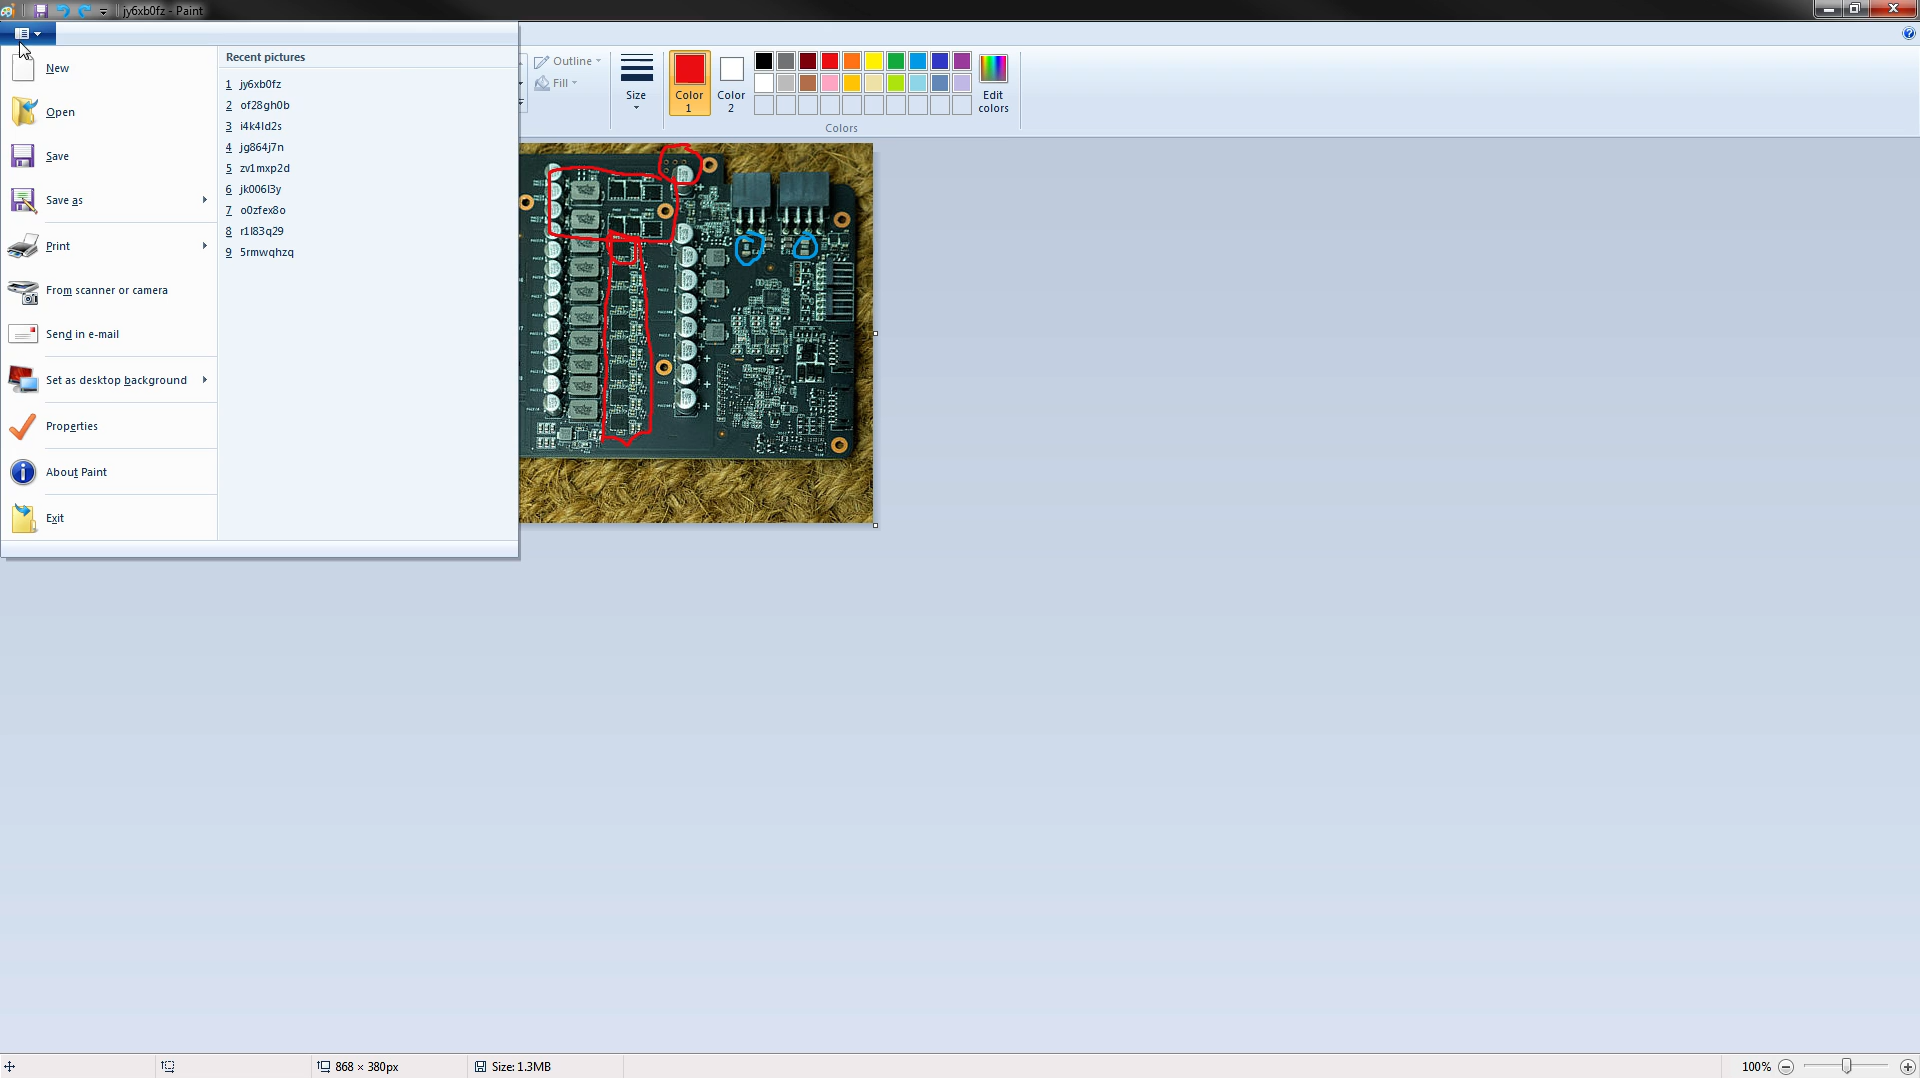 jy6xb0fz - Paint
New
Open
Save
Save as
Print
From scanner or camera
Send in e-mail
Set as desktop background
Properties
About Paint
Exit
Recent pictures
1 jy6xb0fz
2 of28gh0b
3 i4k4ld2s
4 jg864j7n
5 zv1mxp2d
6 jk006l3y
7 o0zfex8o
8 r1l83q29
9 5rmwqhzq
Outline
Fill
Size
Color 1
Color 2
Edit colors
Colors
868 × 380px
Size: 1.3MB
100%